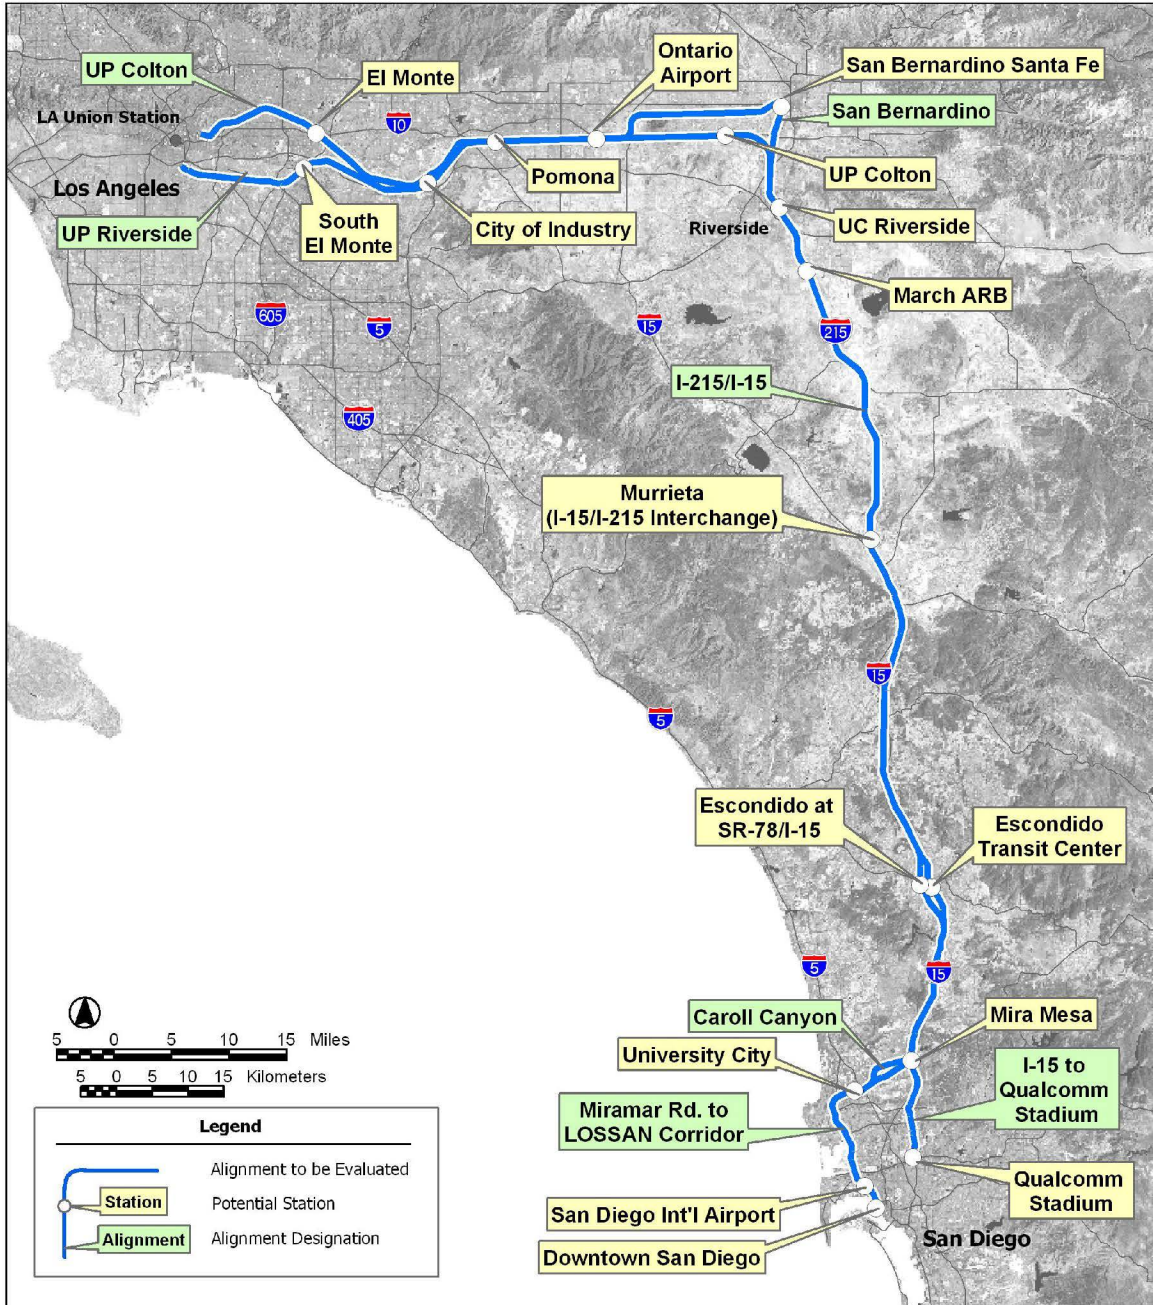 UP Colton
El Monte
Ontario
Airport
San Bernardino Santa Fe
San Bernardino
LA Union Station
10
Los Angeles
UP Riverside
South
El Monte
City of Industry
Pomona
UP Colton
Riverside
UC Riverside
March ARB
605
5
15
215
405
I-215/I-15
Murrieta
(I-15/I-215 Interchange)
15
5
Escondido at
SR-78/I-15
Escondido
Transit Center
5
15
Caroll Canyon
Mira Mesa
University City
I-15 to
Qualcomm
Stadium
Miramar Rd. to
LOSSAN Corridor
Qualcomm
Stadium
San Diego Int'l Airport
San Diego
Downtown San Diego
5 0 5 10 15 Miles
5 0 5 10 15 Kilometers
Legend
Alignment to be Evaluated
Station
Potential Station
Alignment
Alignment Designation